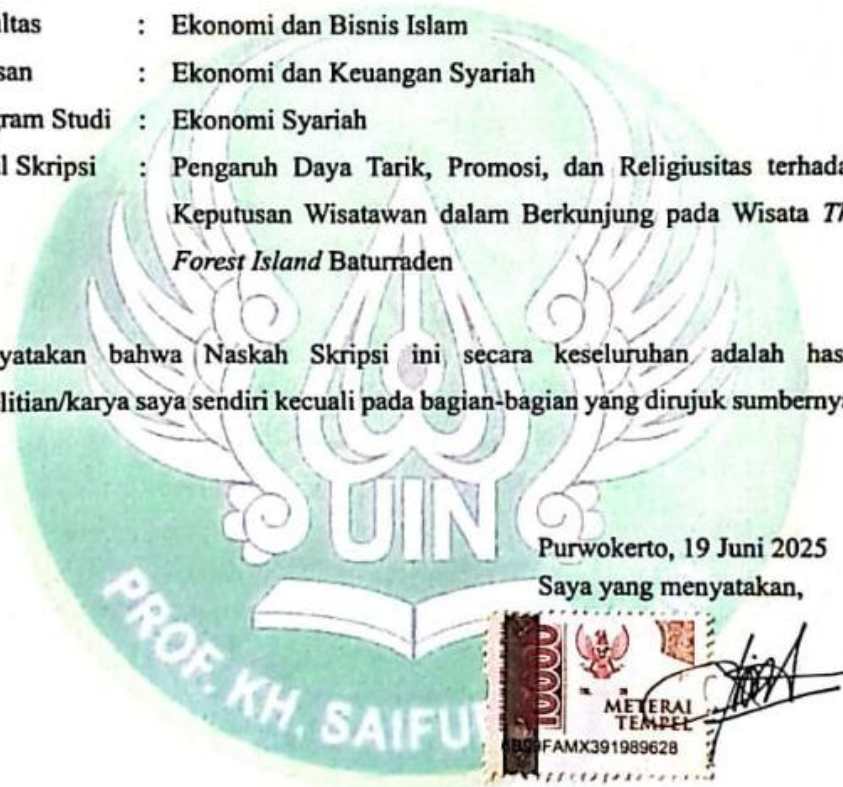 ltas : Ekonomi dan Bisnis Islam
san : Ekonomi dan Keuangan Syariah
ram Studi : Ekonomi Syariah
l Skripsi : Pengaruh Daya Tarik, Promosi, dan Religiusitas terhada
Keputusan Wisatawan dalam Berkunjung pada Wisata Th
Forest Island Baturraden
yatakan bahwa Naskah Skripsi ini secara keseluruhan adalah has
litian/karya saya sendiri kecuali pada bagian-bagian yang dirujuk sumbernya
UIN
PROF. KH. SAIFU
Purwokerto, 19 Juni 2025
Saya yang menyatakan,
10000
METERAI
TEMPEL
FAMX391989628